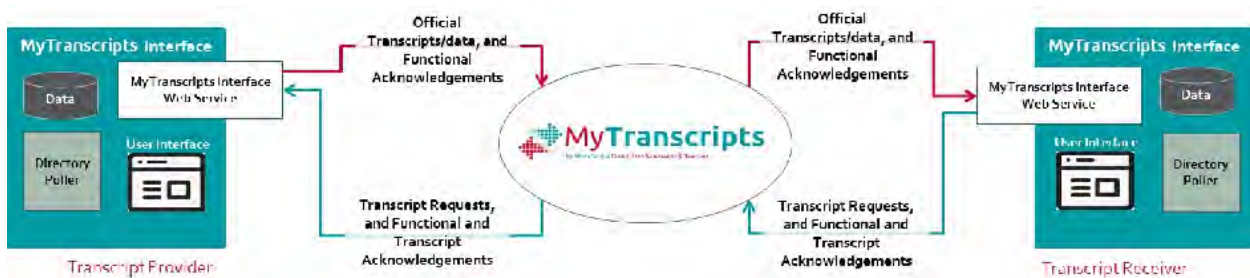 MyTranscripts Interface
Data
MyTranscripts Interface
Web Service
Directory
Poller
User Interface
Transcript Provider
Official
Transcripts/data, and
Functional
Acknowledgements
Transcript Requests,
and Functional and
Transcript
Acknowledgements
MyTranscripts
Official
Transcripts/data, and
Functional
Acknowledgements
Transcript Requests,
and Functional and
Transcript
Acknowledgements
MyTranscripts Interface
MyTranscripts Interface
Web Service
Data
User Interface
Directory
Poller
Transcript Receiver